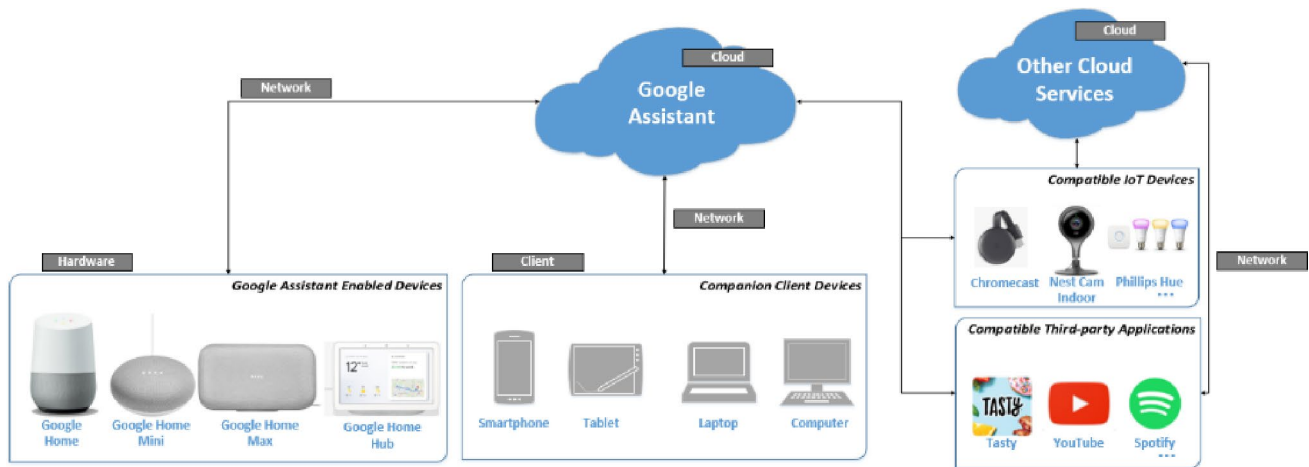 Cloud
Google
Assistant
Cloud
Other Cloud
Services
Network
Network
Network
Hardware
Google Assistant Enabled Devices
Google
Home
Google Home
Mini
Google Home
Max
Google Home
Hub
Client
Companion Client Devices
Smartphone
Tablet
Laptop
Computer
Compatible IoT Devices
Chromecast
Nest Cam
Indoor
Phillips Hue
...
Compatible Third-party Applications
TASTY
Tasty
YouTube
Spotify
...